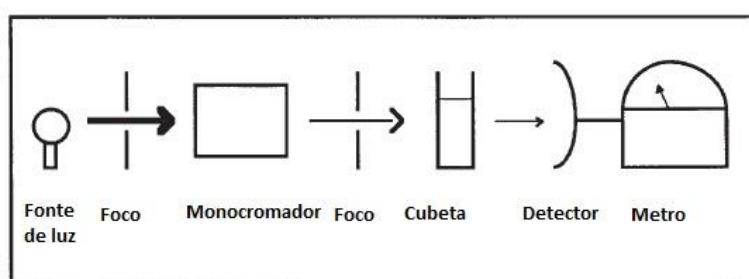 Fonte
de luz
Foco
Monocromador
Foco
Cubeta
Detector
Metro